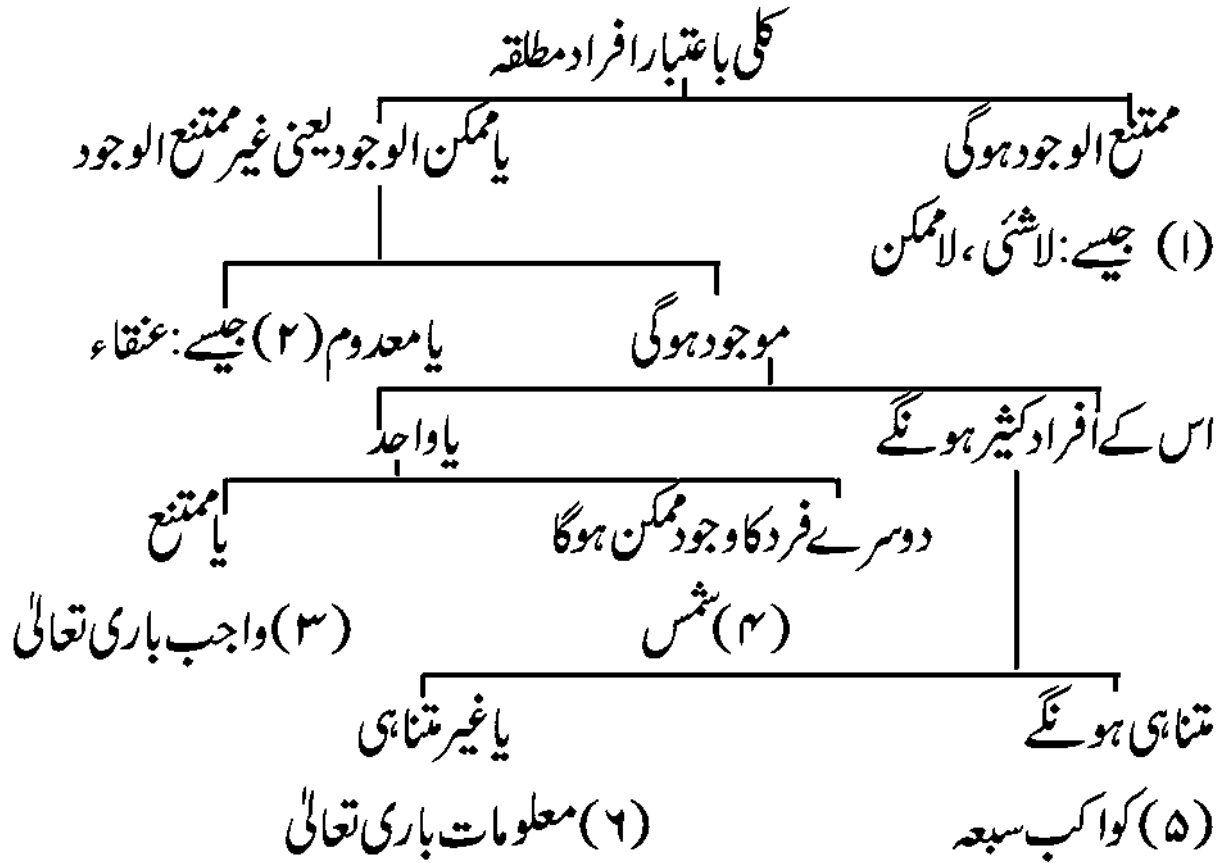 کلی باعتبار افراد مطلقہ
ممتنع الوجود ہوگی یا ممکن الوجود یعنی غیر ممتنع الوجود
(۱) جیسے: لاشئی، لاممکن
موجود ہوگی یا معدوم (۲) جیسے: عنقاء
اس کے افراد کثیر ہونگے یا واحد
دوسرے فرد کا وجود ممکن ہوگا یا ممتنع
(۴) شمس (۳) واجب باری تعالیٰ
متناہی ہونگے یا غیر متناہی
(۵) کواکب سبعہ (۶) معلومات باری تعالیٰ